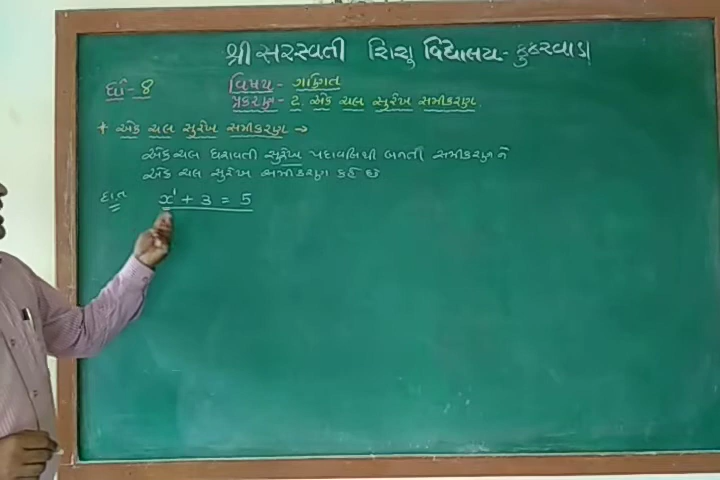 શ્રી સરસ્વતી શિશુ વિદ્યાલય - કુકરવાડા
ધો - 8
વિષય - ગણિત
પ્રકરણ - 2. એક ચલ સુરેખ સમીકરણ.
+ એક ચલ સુરેખ સમીકરણ →
એક ચલ ધરાવતી સુરેખ પદાવલિથી બનતી સમીકરણને
એક ચલ સુરેખ સમીકરણ કહે છે
દા.ત x¹ + 3 = 5